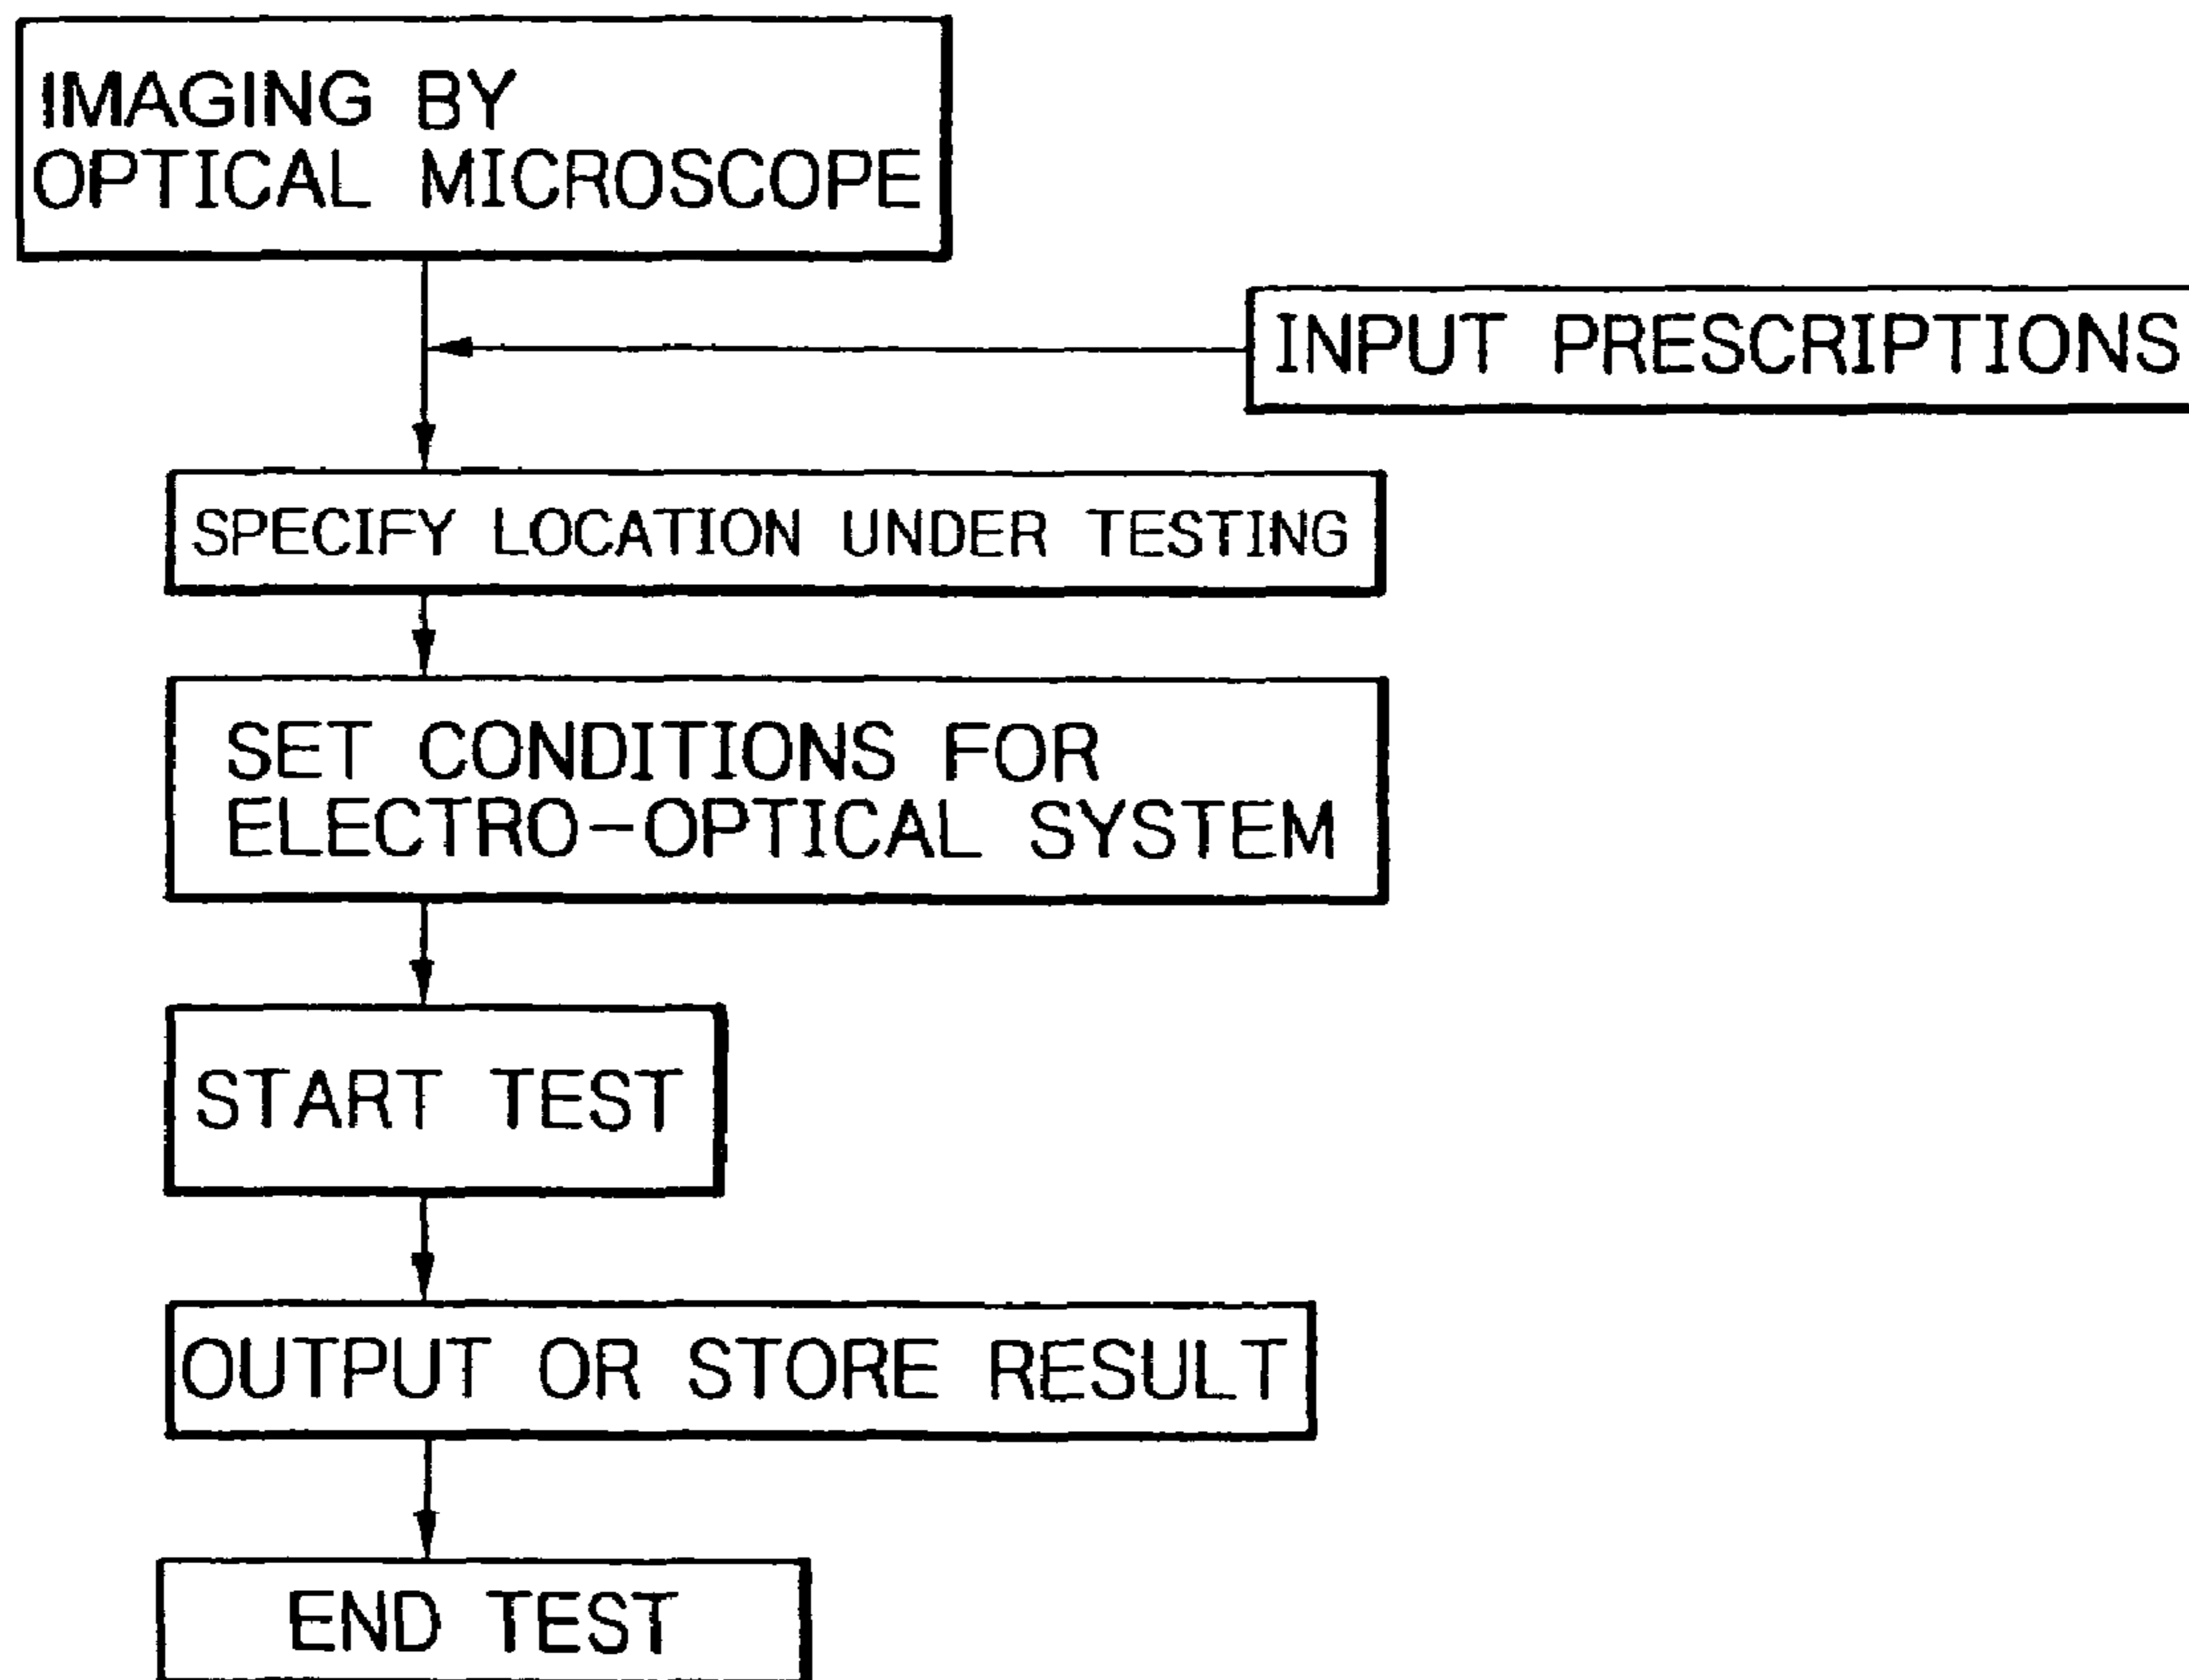 IMAGING BY
OPTICAL MICROSCOPE
INPUT PRESCRIPTIONS
SPECIFY LOCATION UNDER TESTING
SET CONDITIONS FOR
ELECTRO-OPTICAL SYSTEM
START TEST
OUTPUT OR STORE RESULT
END TEST